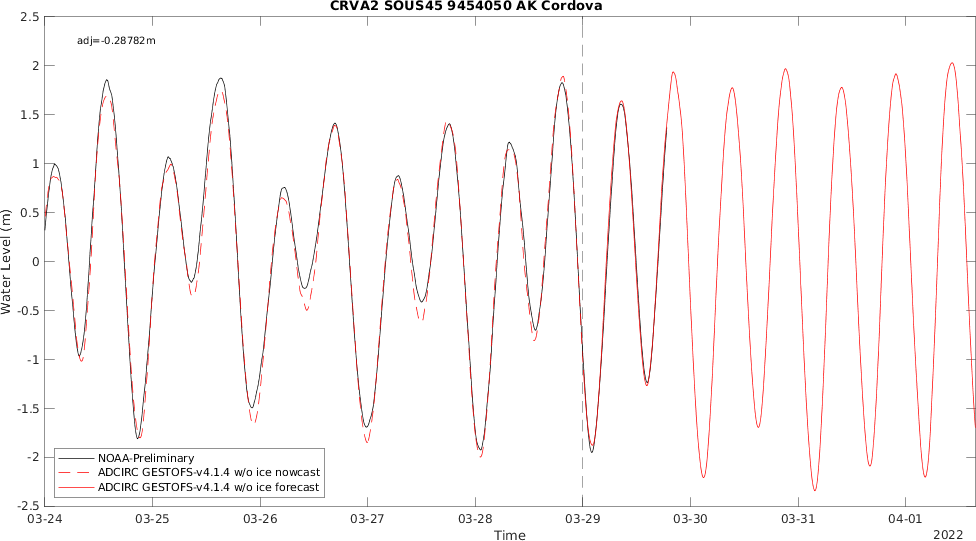 CRVA2 SOUS45 9454050 AK Cordova
adj=-0.28782m
2.5
2
1.5
1
0.5
0
-0.5
-1
-1.5
-2
-2.5
Water Level (m)
NOAA-Preliminary
ADCIRC GESTOFS-v4.1.4 w/o ice nowcast
ADCIRC GESTOFS-v4.1.4 w/o ice forecast
03-24 03-25 03-26 03-27 03-28 03-29 03-30 03-31 04-01
Time
2022